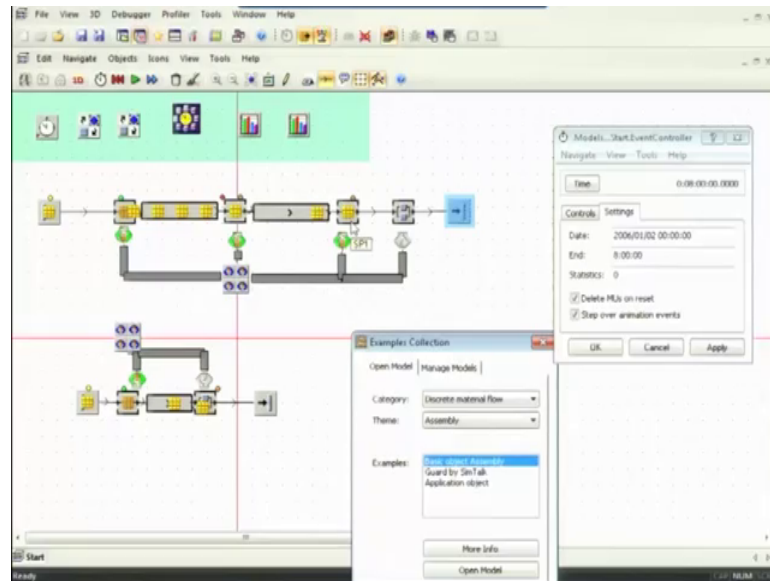 File View 3D Debugger Profiler Tools Window Help
Edit Navigate Objects Icons View Tools Help
Models...Start.EventController
Navigate View Tools Help
Time 0:08:00:00.0000
Controls Settings
Date: 2006/01/02 00:00:00
End: 8:00:00
Statistics: 0
Delete MUs on reset
Step over animation events
OK Cancel Apply
SP1
Examples Collection
Open Model Manage Models
Category: Discrete material flow
Theme: Assembly
Examples: Basic object Assembly
Guard by SimTalk
Application object
More Info
Open Model
Start
Ready
CAP NUM